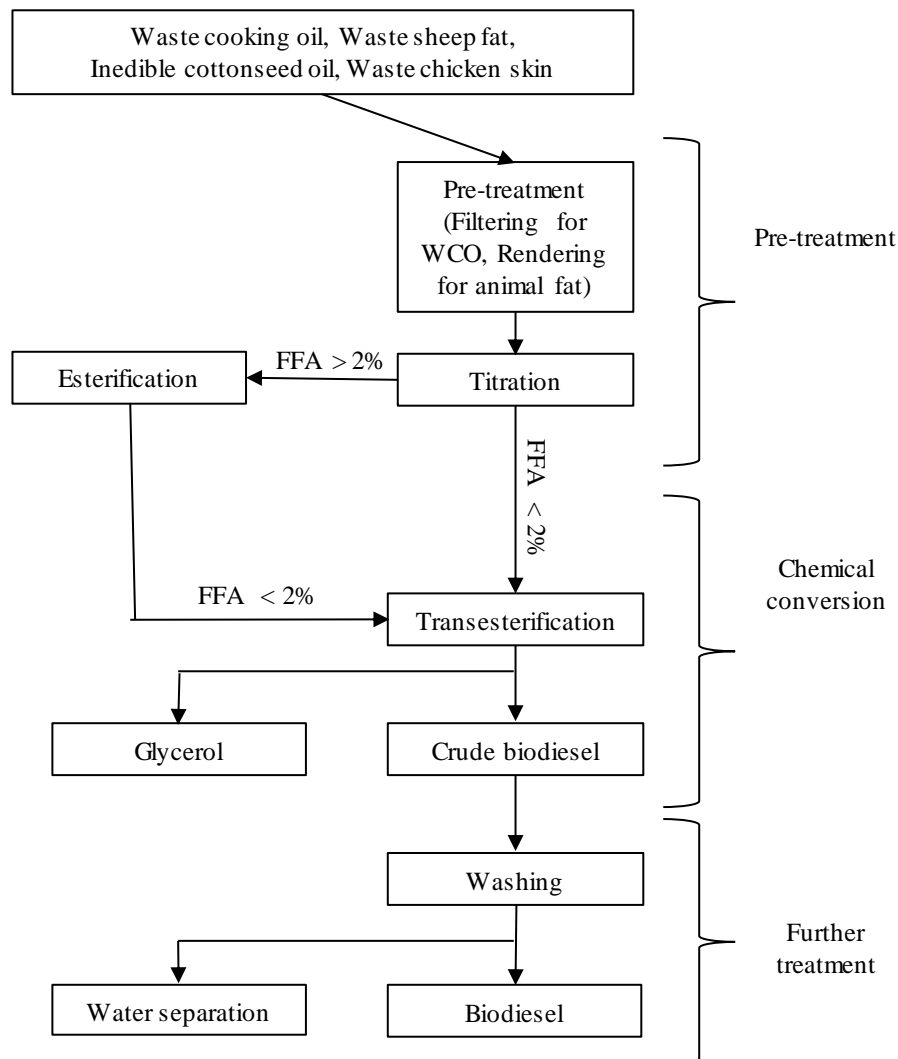 Waste cooking oil, Waste sheep fat,
Inedible cottonseed oil, Waste chicken skin
Pre-treatment
(Filtering for
WCO, Rendering
for animal fat)
Pre-treatment
Esterification
FFA > 2%
Titration
FFA < 2%
Chemical
conversion
FFA < 2%
Transesterification
Glycerol
Crude biodiesel
Washing
Further
treatment
Water separation
Biodiesel